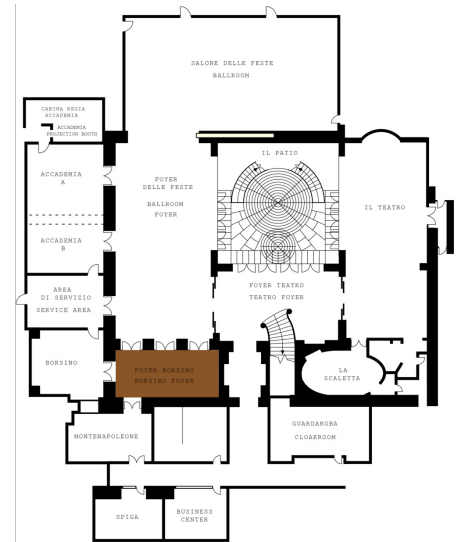 SALONE DELLE FESTE
BALLROOM
CABINA REGIA
ACCADEMIA
ACCADEMIA
PROJECTION BOOTH
IL PATIO
ACCADEMIA
A
FOYER
DELLE FESTE
BALLROOM
FOYER
IL TEATRO
ACCADEMIA
B
FOYER TEATRO
TEATRO FOYER
AREA
DI SERVIZIO
SERVICE AREA
BORSINO
FOYER BORSINO
BORSINO FOYER
LA
SCALETTA
MONTENAPOLEONE
GUARDAROBA
CLOAKROOM
SPIGA
BUSINESS
CENTER